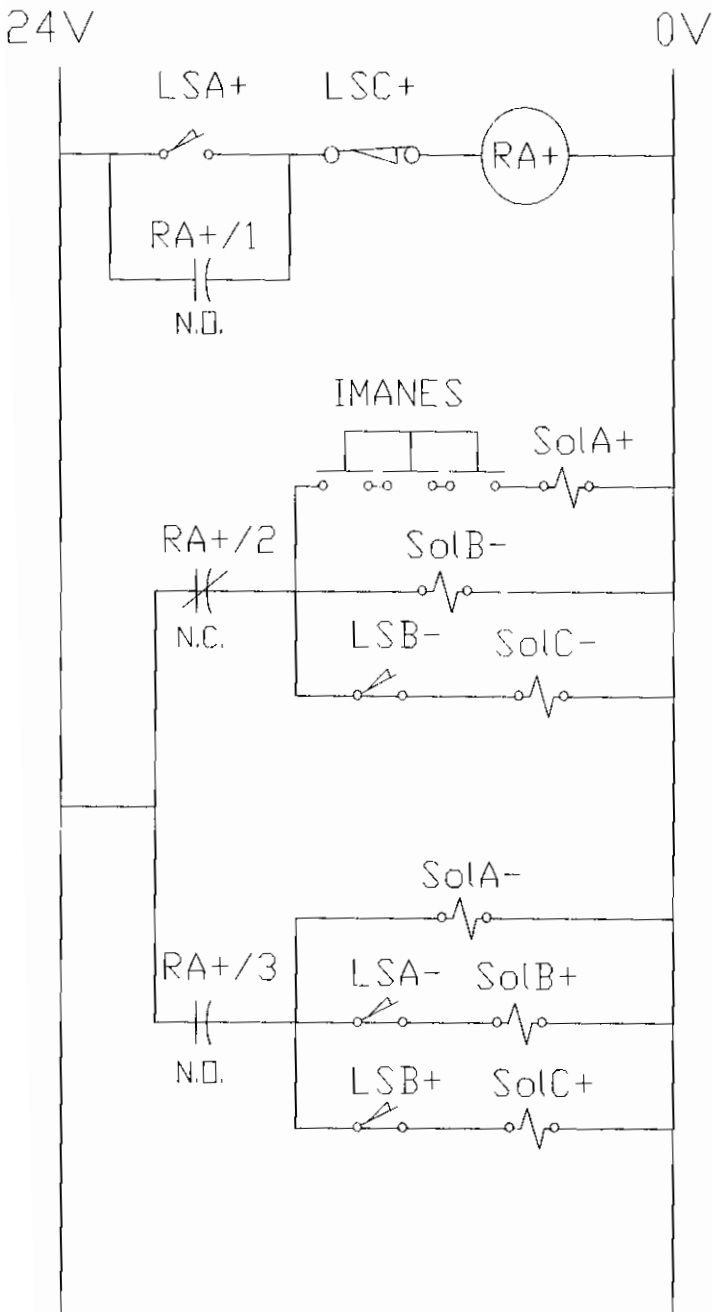 24V 0V
LSA+ LSC+
RA+
RA+/1
N.O.
IMANES
SolA+
RA+/2 SolB-
N.C. LSB- SolC-
SolA-
RA+/3 LSA- SolB+
N.O. LSB+ SolC+